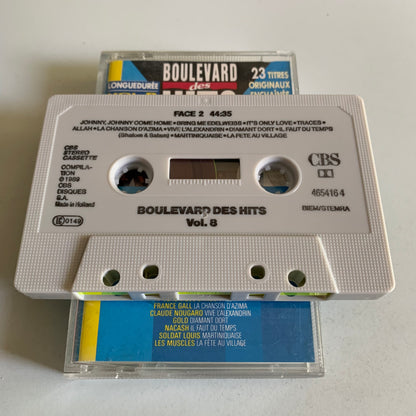 LONGUEDURÉE
BOULEVARD
des
23 TITRES
ORIGINAUX
FACE 2 44:35
JOHNNY, JOHNNY COME HOME • BRING ME EDELWEISS • IT'S ONLY LOVE • TRACES •
ALLAH • LA CHANSON D'AZIMA • VIVE L'ALEXANDRIN • DIAMANT DORT • IL FAUT DU TEMPS
(Shalom & Salam) • MARTINIQUAISE • LA FETE AU VILLAGE
CBS
STEREO
CASSETTE
COMPILA-
TION
℗ 1989
CBS
DISQUES
S.A.
Made in Holland
0149
CBS
465416 4
BIEM/STEMRA
BOULEVARD DES HITS
Vol. 8
FRANCE GALL LA CHANSON D'AZIMA
CLAUDE NOUGARO VIVE L'ALEXANDRIN
GOLD DIAMANT DORT
NACASH IL FAUT DU TEMPS
SOLDAT LOUIS MARTINIQUAISE
LES MUSCLES LA FÊTE AU VILLAGE